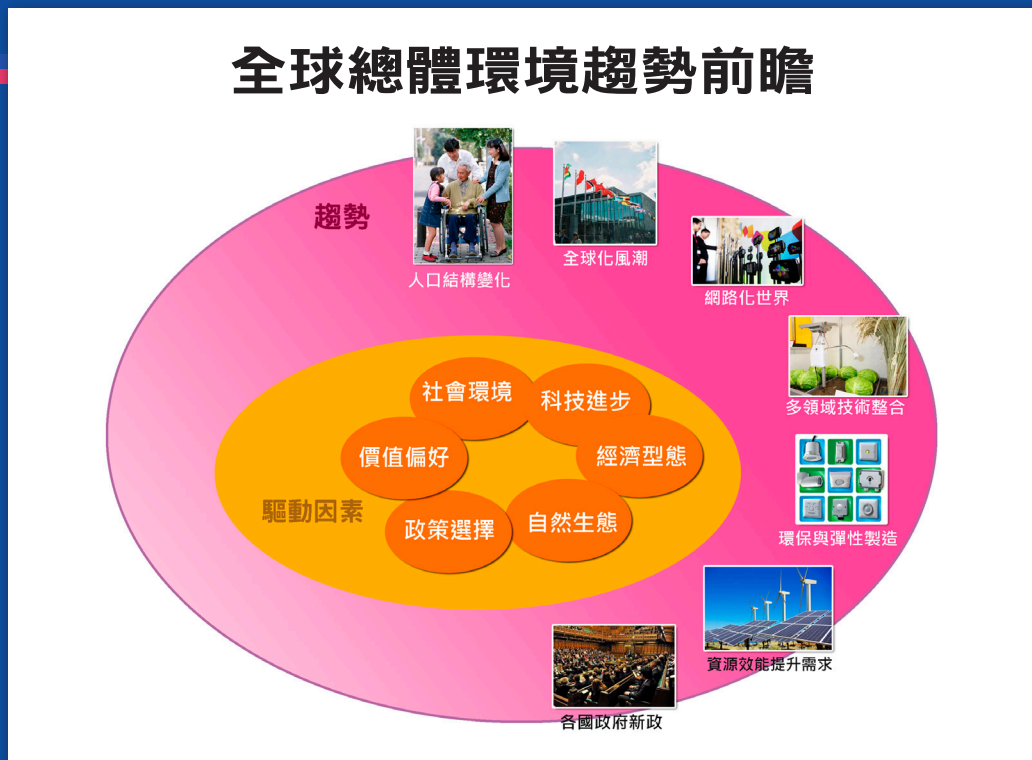 全球總體環境趨勢前瞻
趨勢
人口結構變化
全球化風潮
網路化世界
多領域技術整合
環保與彈性製造
資源效能提升需求
各國政府新政
驅動因素
社會環境
科技進步
價值偏好
經濟型態
政策選擇
自然生態